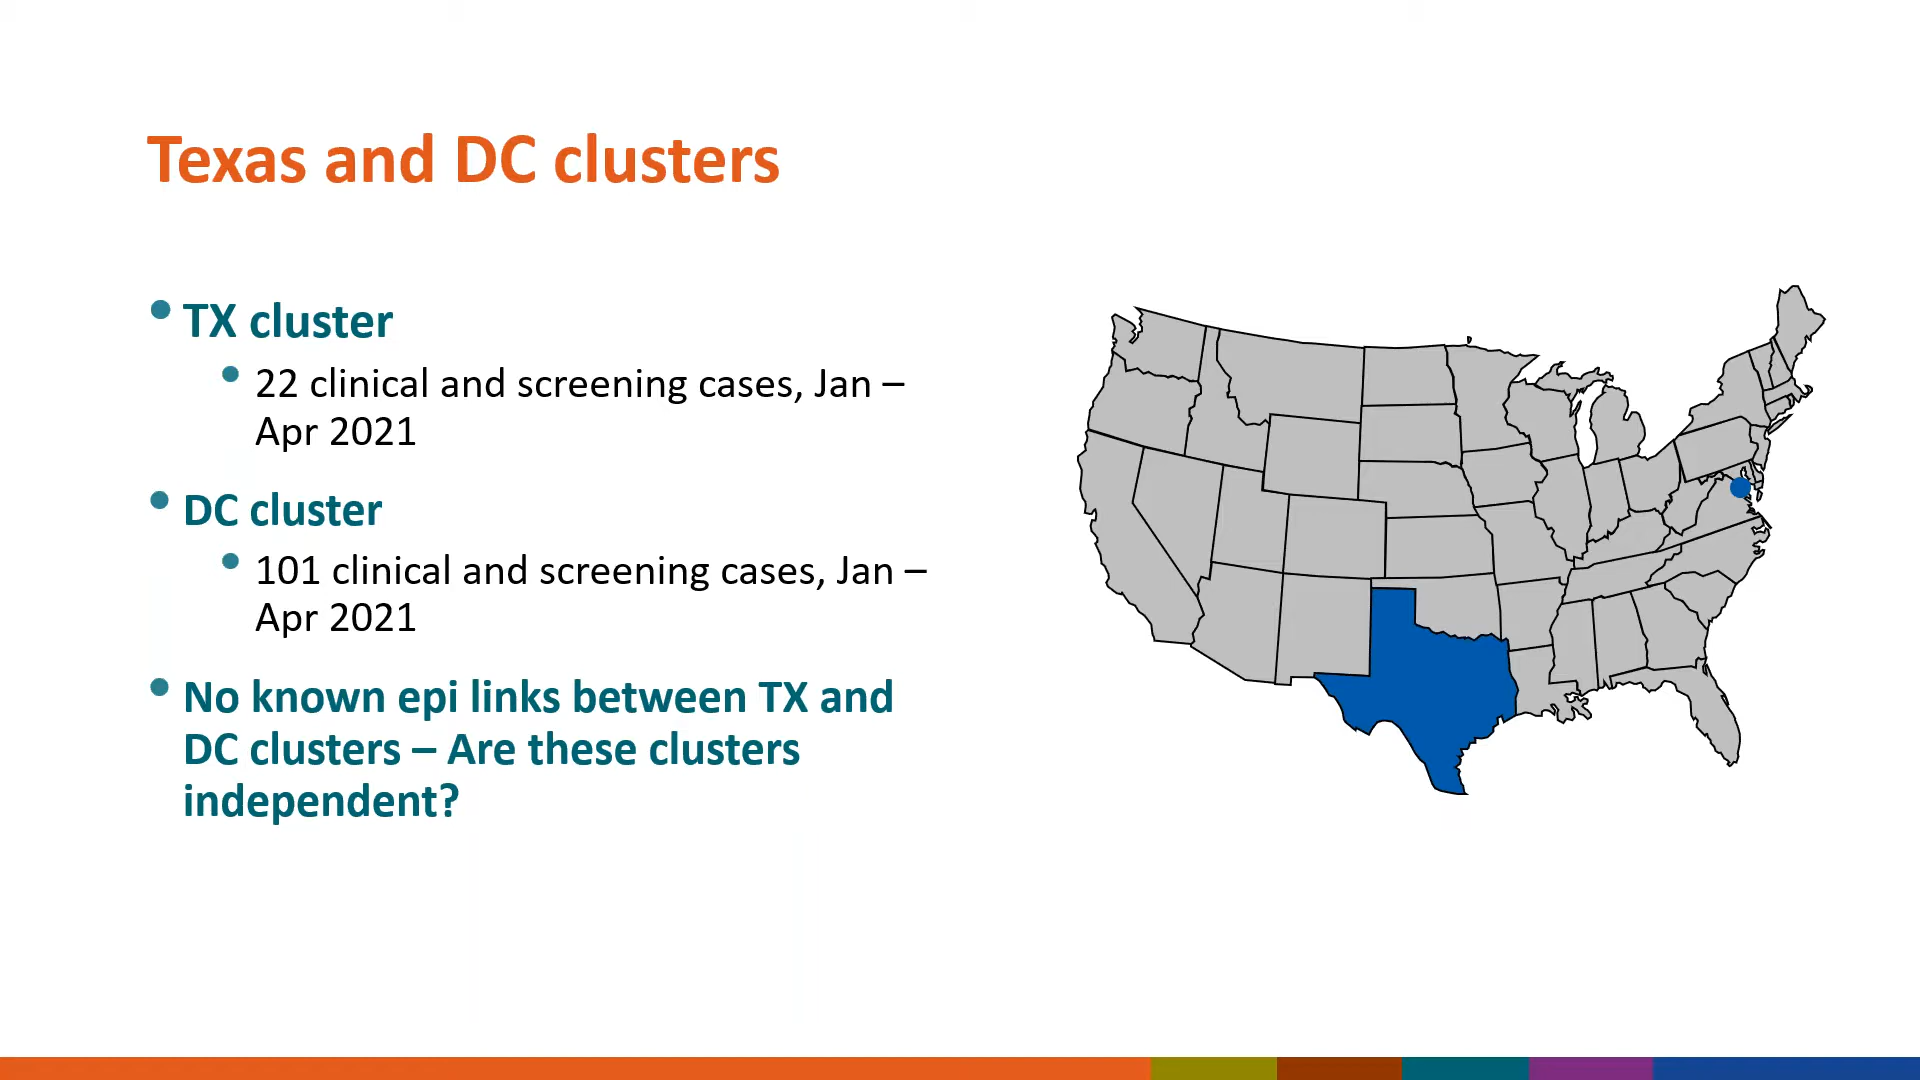 Texas and DC clusters
• TX cluster
• 22 clinical and screening cases, Jan –
Apr 2021
• DC cluster
• 101 clinical and screening cases, Jan –
Apr 2021
• No known epi links between TX and
DC clusters – Are these clusters
independent?